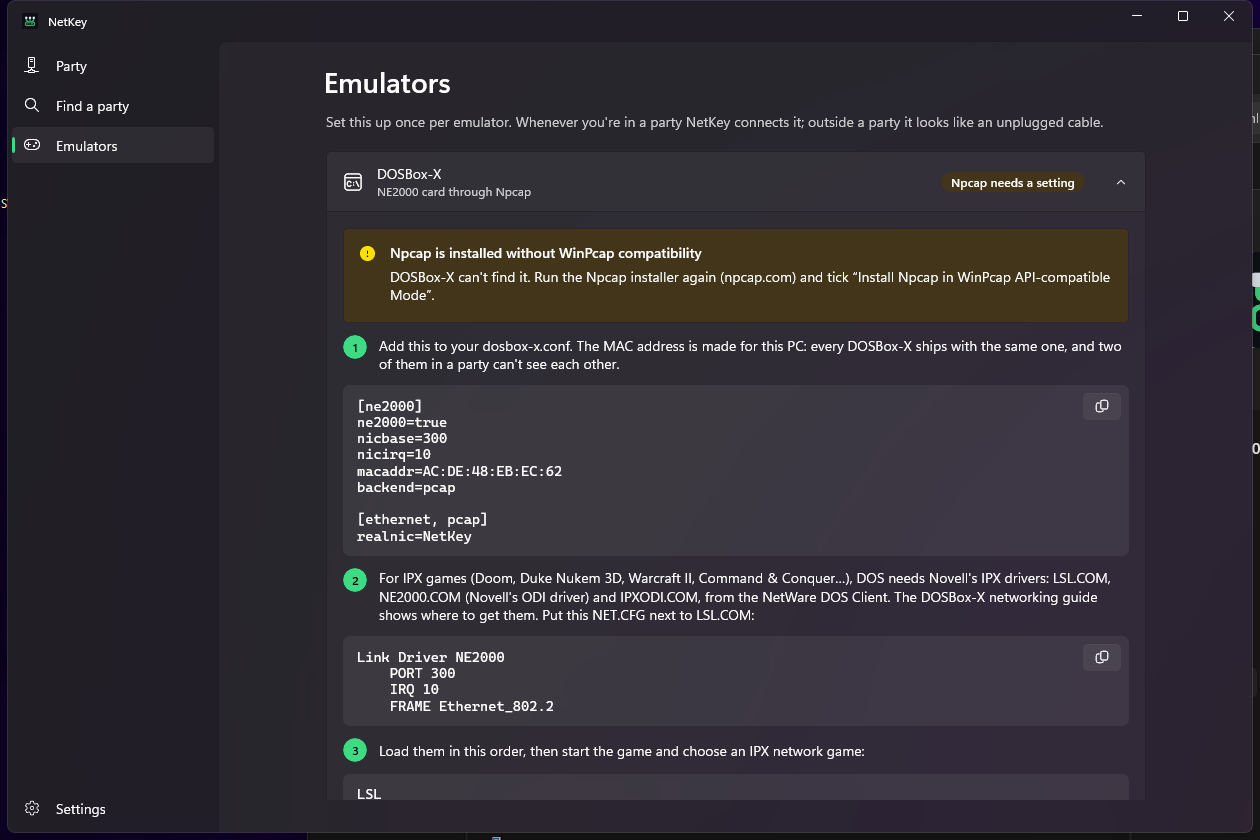 NetKey
Party
Find a party
Emulators
Settings
Emulators
Set this up once per emulator. Whenever you're in a party NetKey connects it; outside a party it looks like an unplugged cable.
DOSBox-X
NE2000 card through Npcap
Npcap needs a setting
Npcap is installed without WinPcap compatibility
DOSBox-X can't find it. Run the Npcap installer again (npcap.com) and tick “Install Npcap in WinPcap API-compatible
Mode”.
1 Add this to your dosbox-x.conf. The MAC address is made for this PC: every DOSBox-X ships with the same one, and two
of them in a party can't see each other.
[ne2000]
ne2000=true
nicbase=300
nicirq=10
macaddr=AC:DE:48:EB:EC:62
backend=pcap
[ethernet, pcap]
realnic=NetKey
2 For IPX games (Doom, Duke Nukem 3D, Warcraft II, Command & Conquer...), DOS needs Novell's IPX drivers: LSL.COM,
NE2000.COM (Novell's ODI driver) and IPXODI.COM, from the NetWare DOS Client. The DOSBox-X networking guide
shows where to get them. Put this NET.CFG next to LSL.COM:
Link Driver NE2000
PORT 300
IRQ 10
FRAME Ethernet_802.2
3 Load them in this order, then start the game and choose an IPX network game:
LSL